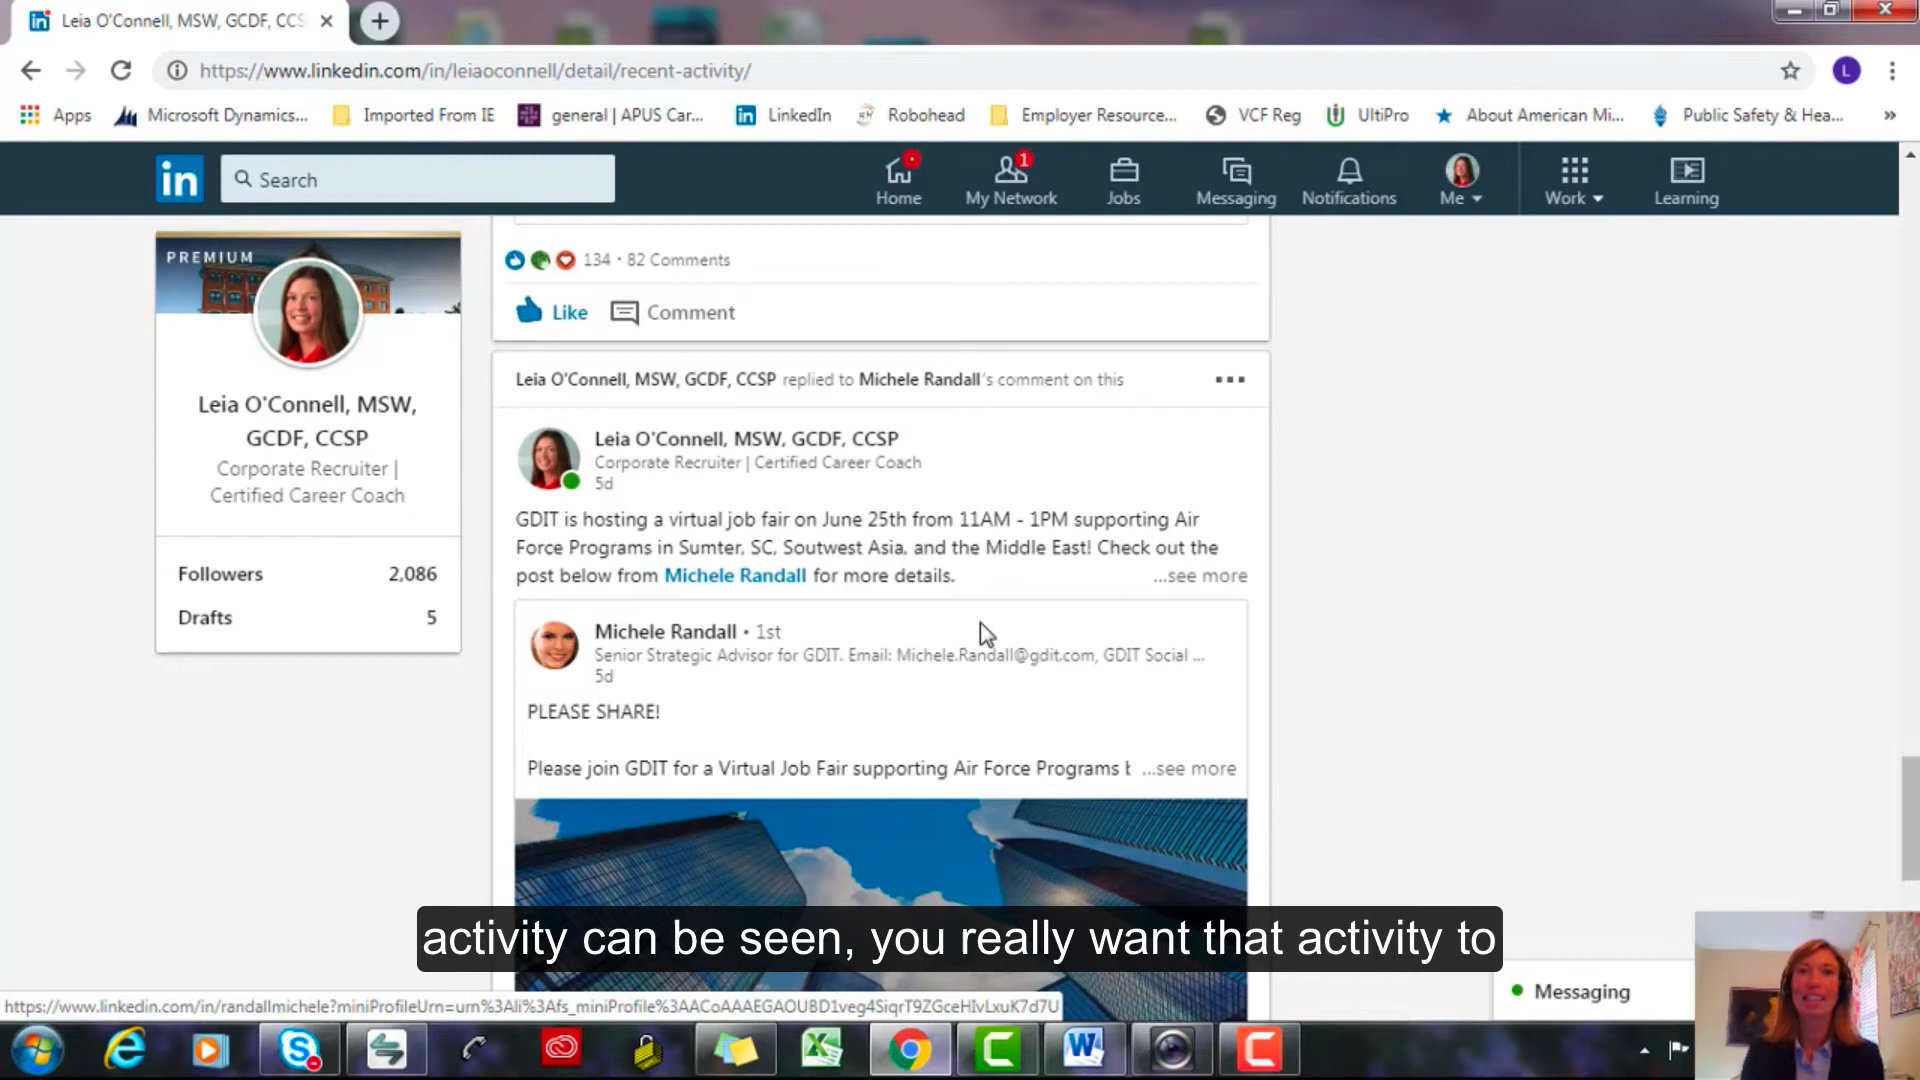 Leia O'Connell, MSW, GCDF, CCS
https://www.linkedin.com/in/leiaoconnell/detail/recent-activity/
L
Apps Microsoft Dynamics... Imported From IE general | APUS Car... LinkedIn Robohead Employer Resource... VCF Reg UltiPro About American Mi... Public Safety & Hea... »
in Search Home 1 My Network Jobs Messaging Notifications Me Work Learning
134 • 82 Comments
Like Comment
PREMIUM
Leia O'Connell, MSW,
GCDF, CCSP
Corporate Recruiter |
Certified Career Coach
Followers 2,086
Drafts 5
Leia O'Connell, MSW, GCDF, CCSP replied to Michele Randall's comment on this
Leia O'Connell, MSW, GCDF, CCSP
Corporate Recruiter | Certified Career Coach
5d
GDIT is hosting a virtual job fair on June 25th from 11AM - 1PM supporting Air
Force Programs in Sumter, SC, Soutwest Asia, and the Middle East! Check out the
post below from Michele Randall for more details. ...see more
Michele Randall • 1st
Senior Strategic Advisor for GDIT. Email: Michele.Randall@gdit.com, GDIT Social ...
5d
PLEASE SHARE!
Please join GDIT for a Virtual Job Fair supporting Air Force Programs t ...see more
activity can be seen, you really want that activity to
Messaging
https://www.linkedin.com/in/randallmichele?miniProfileUrn=urn%3Ali%3Afs_miniProfile%3AACoAAAEGAOUBD1veg4SiqrT9ZGceHIvLxuK7d7U